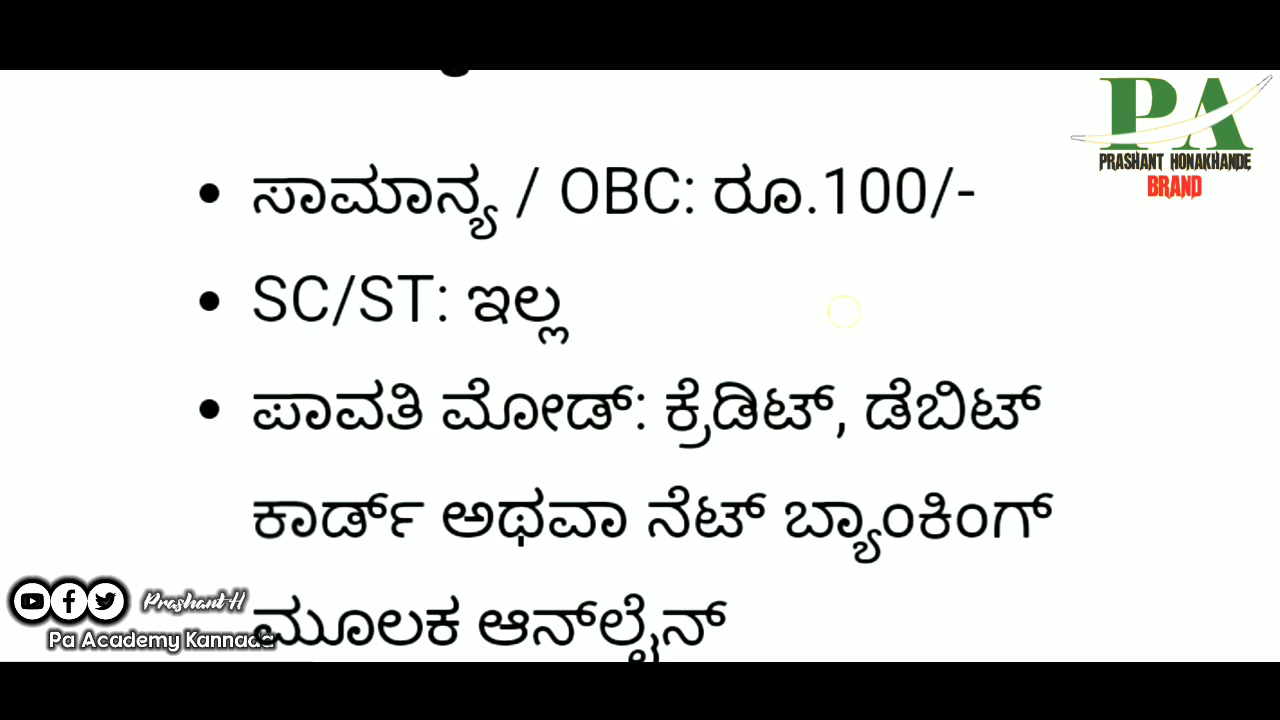 PA
PRASHANT HONAKHANDE
BRAND
• ಸಾಮಾನ್ಯ / OBC: ರೂ.100/-
• SC/ST: ಇಲ್ಲ
• ಪಾವತಿ ಮೋಡ್: ಕ್ರೆಡಿಟ್, ಡೆಬಿಟ್
ಕಾರ್ಡ್ ಅಥವಾ ನೆಟ್ ಬ್ಯಾಂಕಿಂಗ್
ಮೂಲಕ ಆನ್‌ಲೈನ್
Prashant H
Pa Academy Kannada